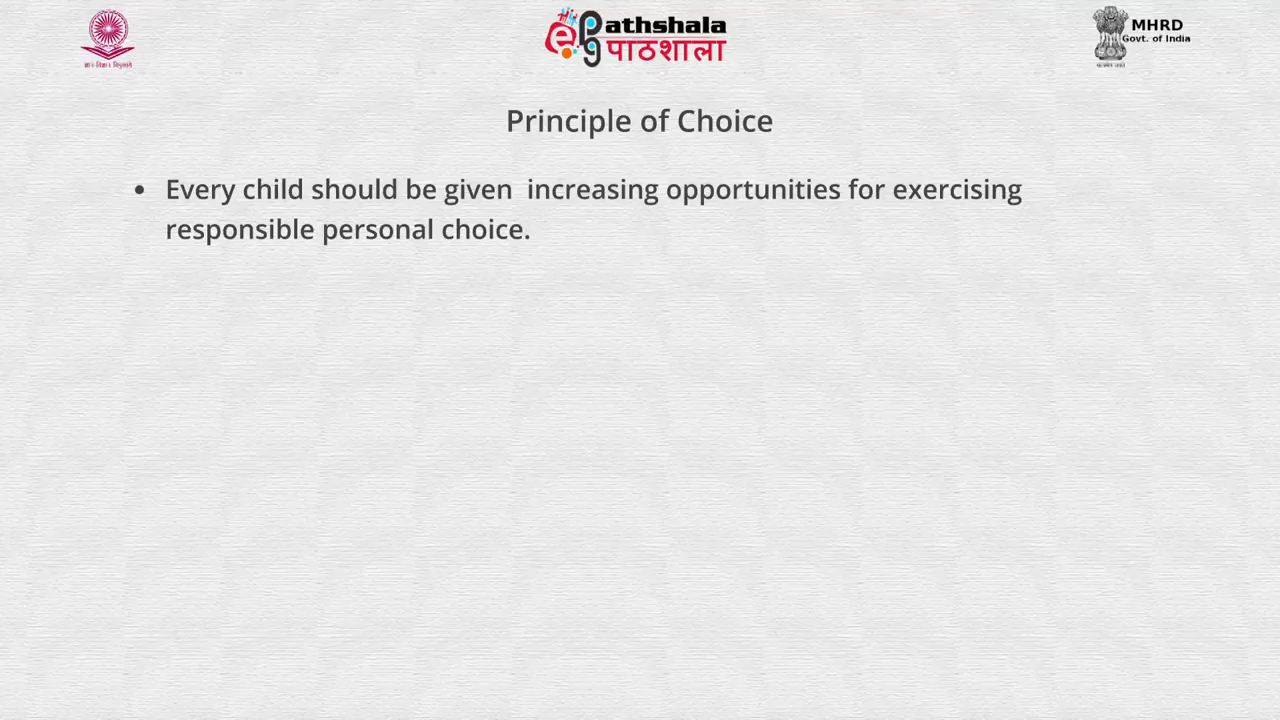 ePathshala
पाठशाला
MHRD
Govt. of India
Principle of Choice
• Every child should be given  increasing opportunities for exercising
responsible personal choice.